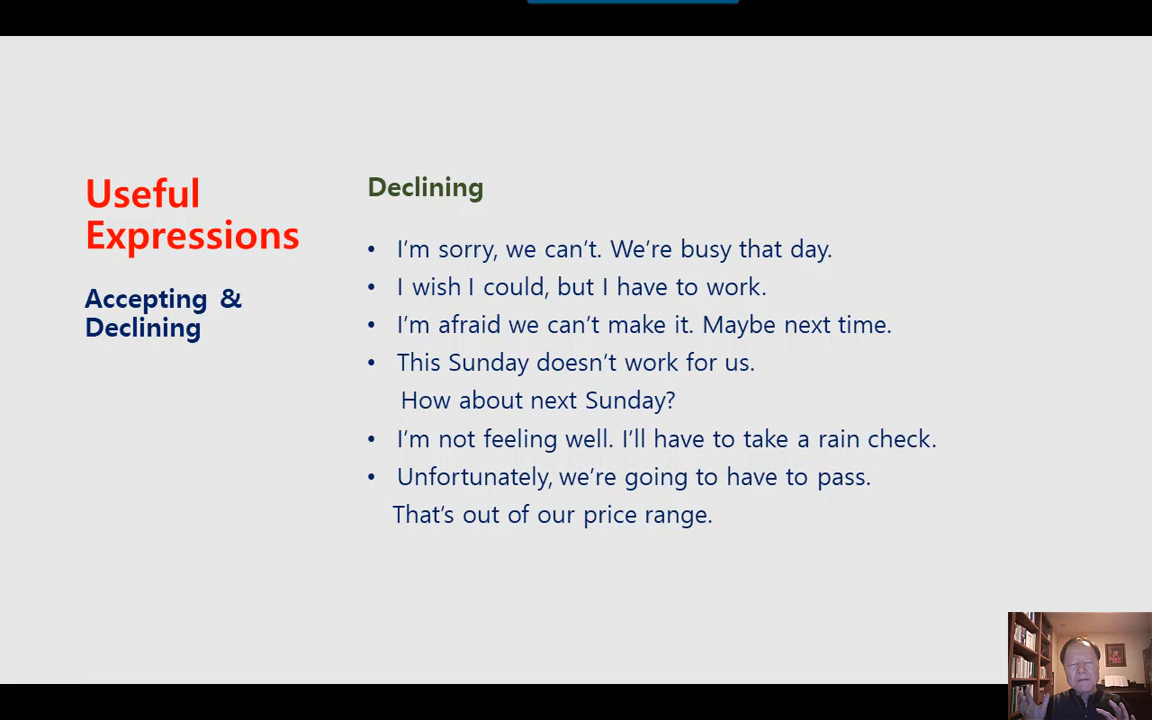 Useful
Expressions
Accepting & 
Declining
Declining
• I’m sorry, we can’t. We’re busy that day.
• I wish I could, but I have to work.
• I’m afraid we can’t make it. Maybe next time.
• This Sunday doesn’t work for us.
How about next Sunday?
• I’m not feeling well. I’ll have to take a rain check.
• Unfortunately, we’re going to have to pass.
That’s out of our price range.